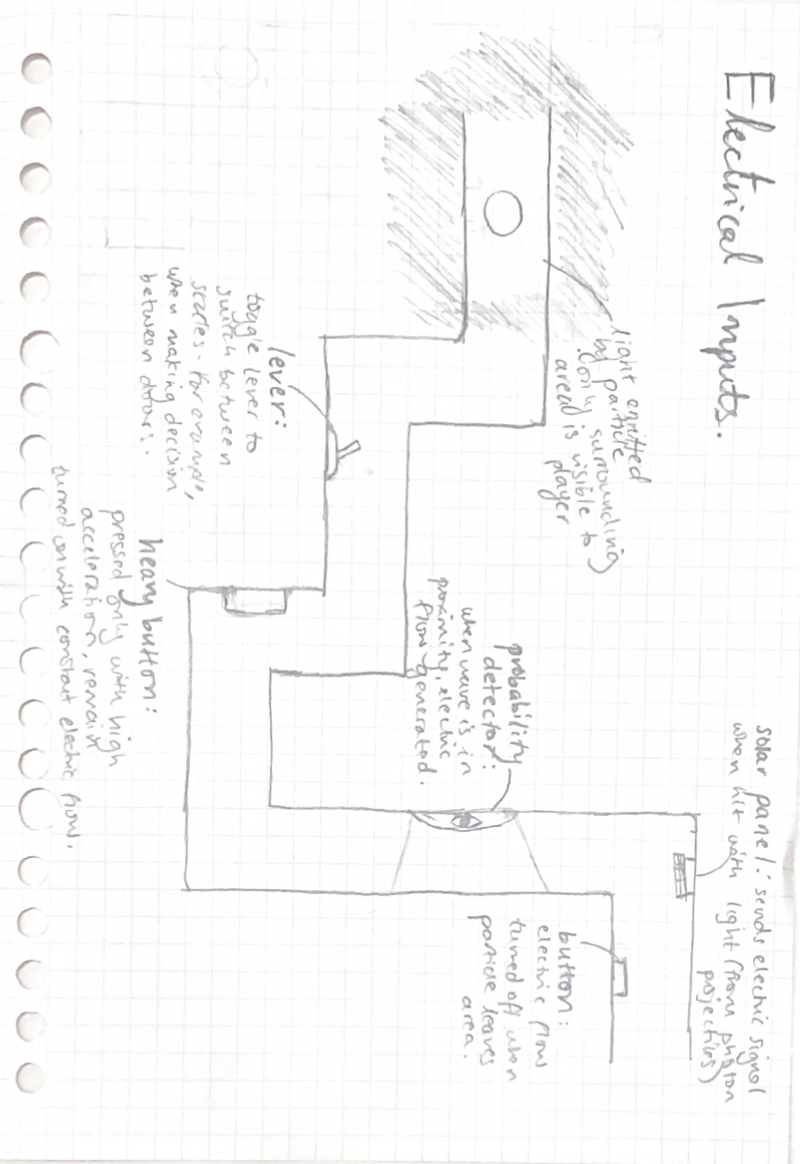 Electrical Inputs.
light emitted
by particle
(only surrounding
area) is visible to
player
lever:
toggle lever to
switch between
states. For example,
when making decision
between doors.
heavy button:
pressed only with high
acceleration, remains
turned on with constant electric flow.
probability
detector:
when wave is in
proximity, electric
flow generated.
solar panel: sends electric signal
when hit with light (from photon
projectiles)
button:
electric flow
turned off when
particle leaves
area.